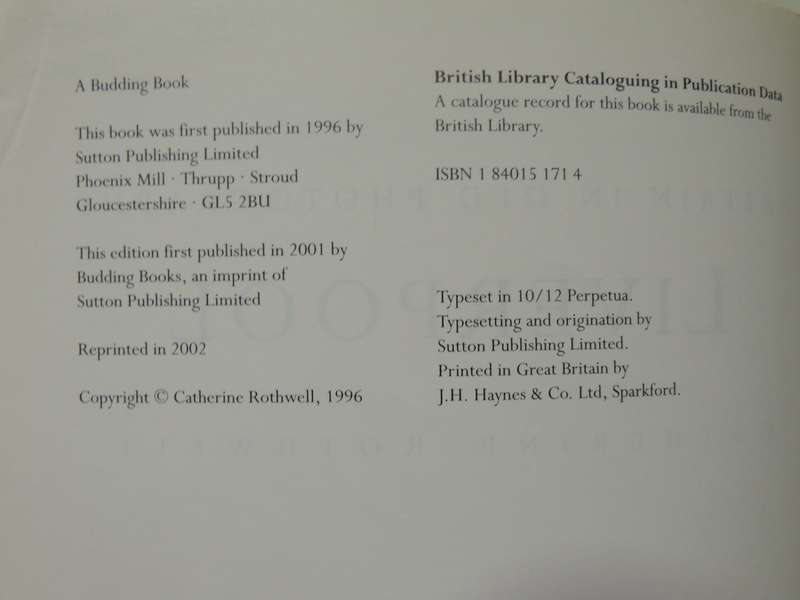 A Budding Book
This book was first published in 1996 by
Sutton Publishing Limited
Phoenix Mill · Thrupp · Stroud
Gloucestershire · GL5 2BU
This edition first published in 2001 by
Budding Books, an imprint of
Sutton Publishing Limited
Reprinted in 2002
Copyright © Catherine Rothwell, 1996
British Library Cataloguing in Publication Data
A catalogue record for this book is available from the
British Library.
ISBN 1 84015 171 4
Typeset in 10/12 Perpetua.
Typesetting and origination by
Sutton Publishing Limited.
Printed in Great Britain by
J.H. Haynes & Co. Ltd, Sparkford.